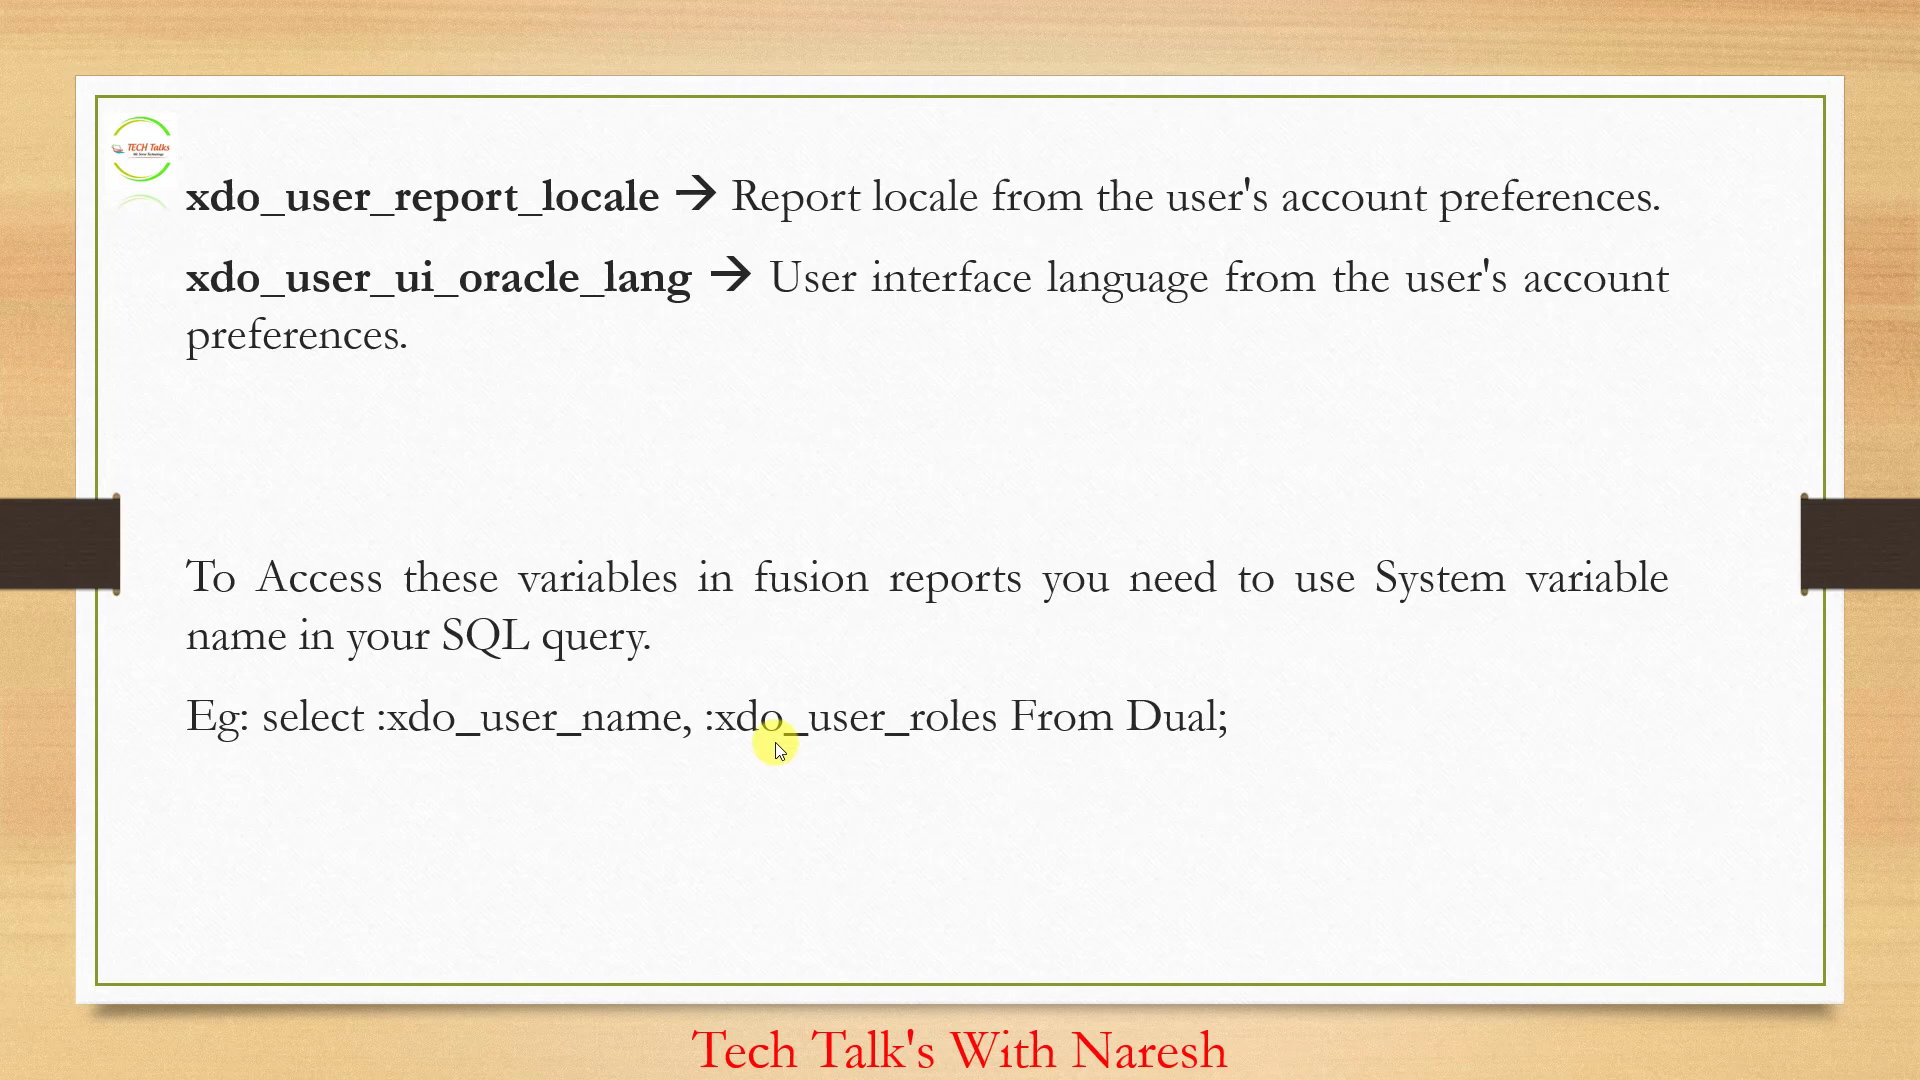 TECH Talks
xdo_user_report_locale → Report locale from the user's account preferences.
xdo_user_ui_oracle_lang → User interface language from the user's account
preferences.
To Access these variables in fusion reports you need to use System variable
name in your SQL query.
Eg: select :xdo_user_name, :xdo_user_roles From Dual;
Tech Talk's With Naresh